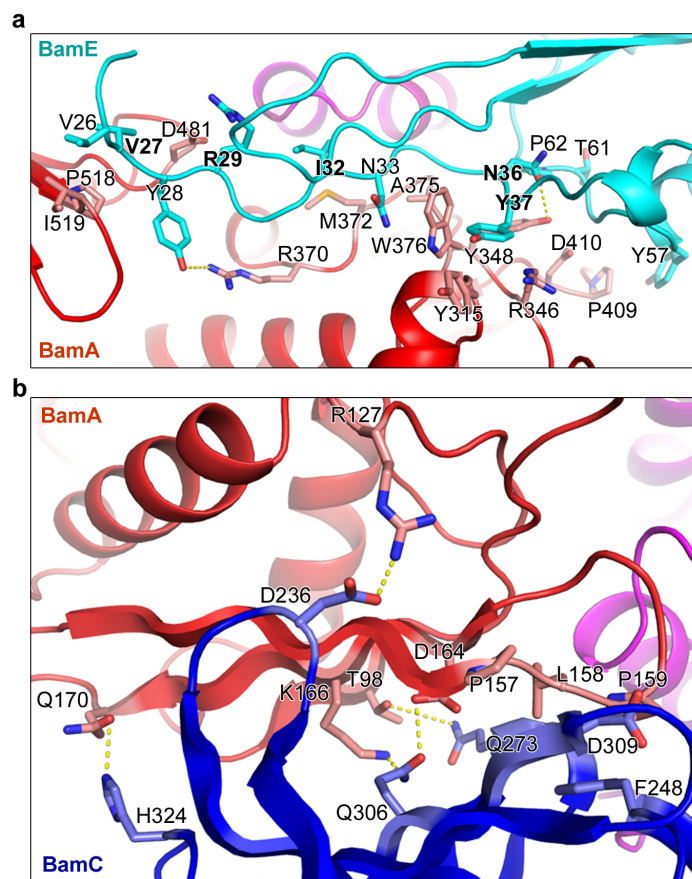 a
BamE
V26
V27
D481
R29
P518
Y28
I519
I32
N33
A375
M372
N36
P62
T61
Y37
R370
W376
Y348
D410
Y57
Y315
R346
P409
BamA
b
BamA
R127
D236
D164
T98
K166
P157
L158
P159
Q170
Q273
D309
F248
H324
Q306
BamC